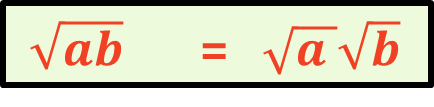 √ab = √a √b